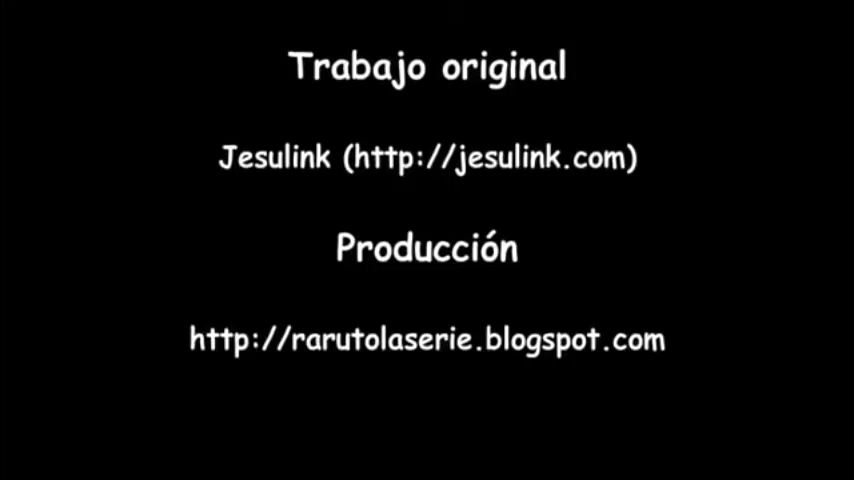 Trabajo original
Jesulink (http://jesulink.com)
Producción
http://rarutolaserie.blogspot.com